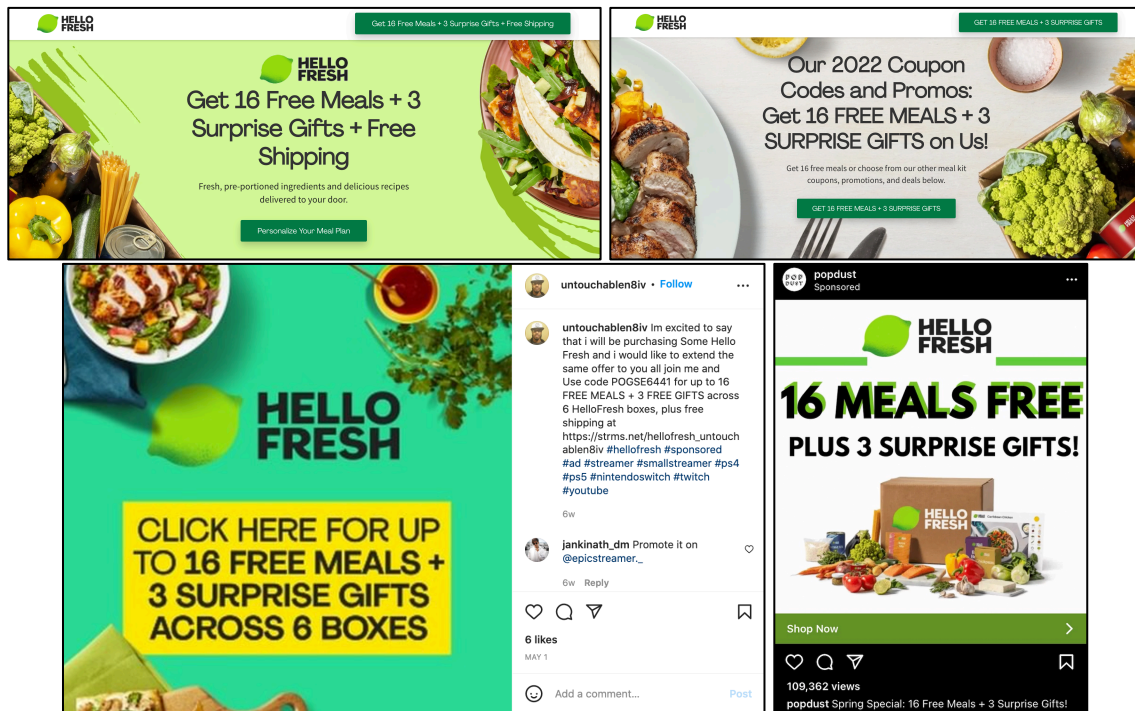 HELLO
FRESH
Get 16 Free Meals + 3 Surprise Gifts + Free Shipping
HELLO
FRESH
Get 16 Free Meals + 3
Surprise Gifts + Free
Shipping
Fresh, pre-portioned ingredients and delicious recipes
delivered to your door.
Personalize Your Meal Plan
HELLO
FRESH
GET 16 FREE MEALS + 3 SURPRISE GIFTS
Our 2022 Coupon
Codes and Promos:
Get 16 FREE MEALS + 3
SURPRISE GIFTS on Us!
Get 16 free meals or choose from our other meal kit
coupons, promotions, and deals below.
GET 16 FREE MEALS + 3 SURPRISE GIFTS
HELLO
FRESH
CLICK HERE FOR UP
TO 16 FREE MEALS +
3 SURPRISE GIFTS
ACROSS 6 BOXES
untouchablen8iv • Follow
untouchablen8iv Im excited to say
that i will be purchasing Some Hello
Fresh and i would like to extend the
same offer to you all join me and
Use code POGSE6441 for up to 16
FREE MEALS + 3 FREE GIFTS across
6 HelloFresh boxes, plus free
shipping at
https://strms.net/hellofresh_untouch
ablen8iv #hellofresh #sponsored
#ad #streamer #smallstreamer #ps4
#ps5 #nintendoswitch #twitch
#youtube
6w
jankinath_dm Promote it on
@epicstreamer._
6w Reply
6 likes
MAY 1
Add a comment...
Post
POP
DUST
popdust
Sponsored
HELLO
FRESH
16 MEALS FREE
PLUS 3 SURPRISE GIFTS!
HELLO
FRESH
Shop Now
109,362 views
popdust Spring Special: 16 Free Meals + 3 Surprise Gifts!